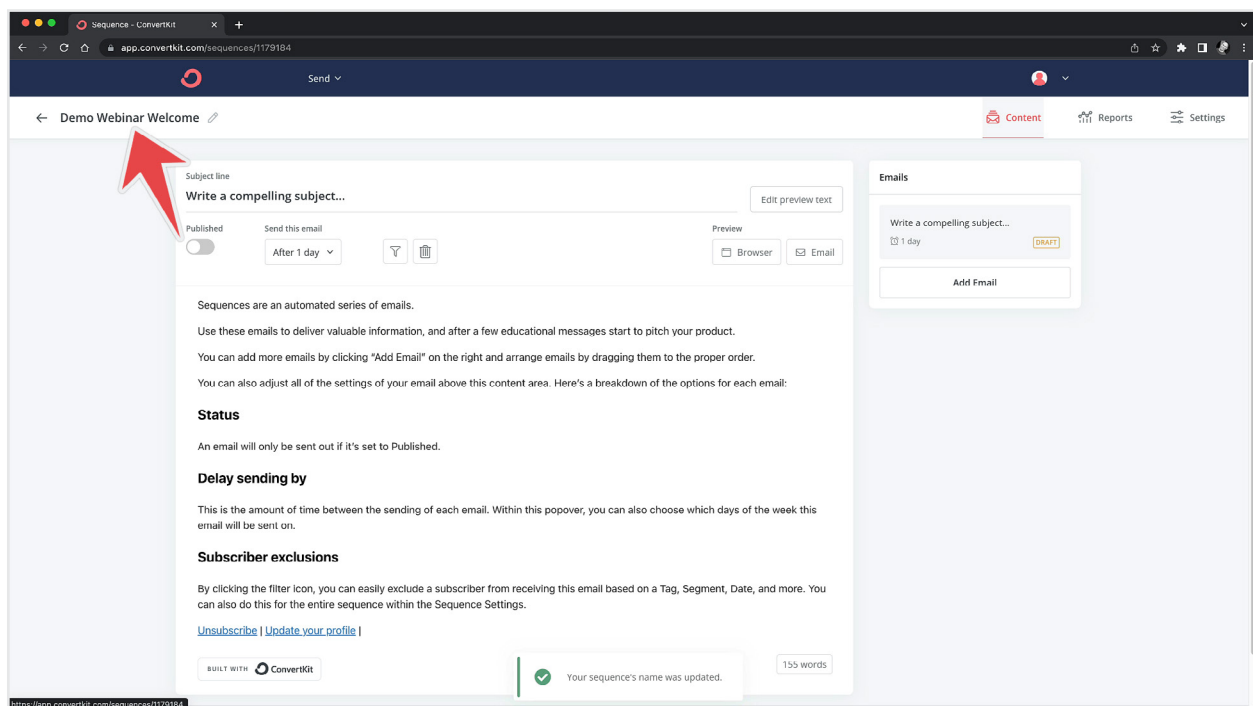 Sequence - ConvertKit
app.convertkit.com/sequences/1179184
Send
Demo Webinar Welcome
Content
Reports
Settings
Subject line
Write a compelling subject...
Edit preview text
Published
Send this email
Preview
After 1 day
Browser
Email
Emails
Write a compelling subject...
1 day
DRAFT
Add Email
Sequences are an automated series of emails.
Use these emails to deliver valuable information, and after a few educational messages start to pitch your product.
You can add more emails by clicking “Add Email” on the right and arrange emails by dragging them to the proper order.
You can also adjust all of the settings of your email above this content area. Here’s a breakdown of the options for each email:
Status
An email will only be sent out if it’s set to Published.
Delay sending by
This is the amount of time between the sending of each email. Within this popover, you can also choose which days of the week this
email will be sent on.
Subscriber exclusions
By clicking the filter icon, you can easily exclude a subscriber from receiving this email based on a Tag, Segment, Date, and more. You
can also do this for the entire sequence within the Sequence Settings.
Unsubscribe | Update your profile |
BUILT WITH ConvertKit
155 words
Your sequence's name was updated.
https://app.convertkit.com/sequences/1179184